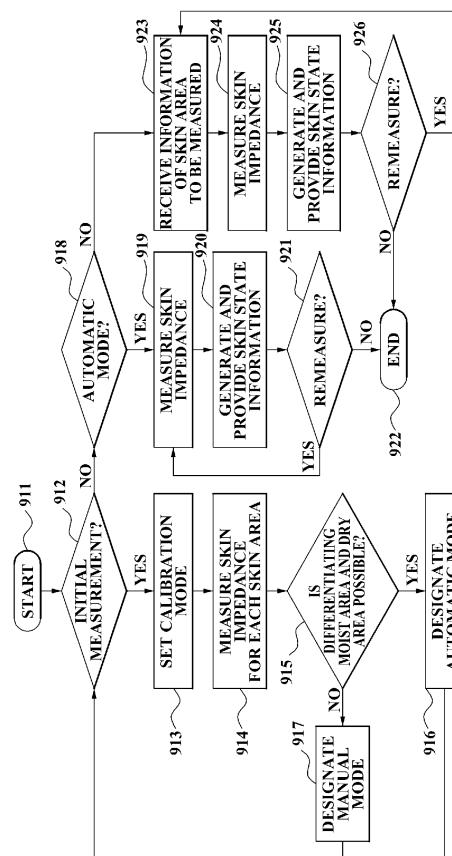 911
START
912
INITIAL
MEASUREMENT?
NO
YES
913
SET CALIBRATION
MODE
914
MEASURE SKIN
IMPEDANCE
FOR EACH SKIN AREA
915
IS
DIFFERENTIATING
MOIST AREA AND DRY
AREA POSSIBLE?
NO
YES
917
DESIGNATE
MANUAL
MODE
916
DESIGNATE
AUTOMATIC MODE
918
AUTOMATIC
MODE?
NO
YES
919
MEASURE SKIN
IMPEDANCE
920
GENERATE AND
PROVIDE SKIN STATE
INFORMATION
921
REMEASURE?
YES
NO
END
922
923
RECEIVE INFORMATION
OF SKIN AREA
TO BE MEASURED
924
MEASURE SKIN
IMPEDANCE
925
GENERATE AND
PROVIDE SKIN STATE
INFORMATION
926
REMEASURE?
NO
YES